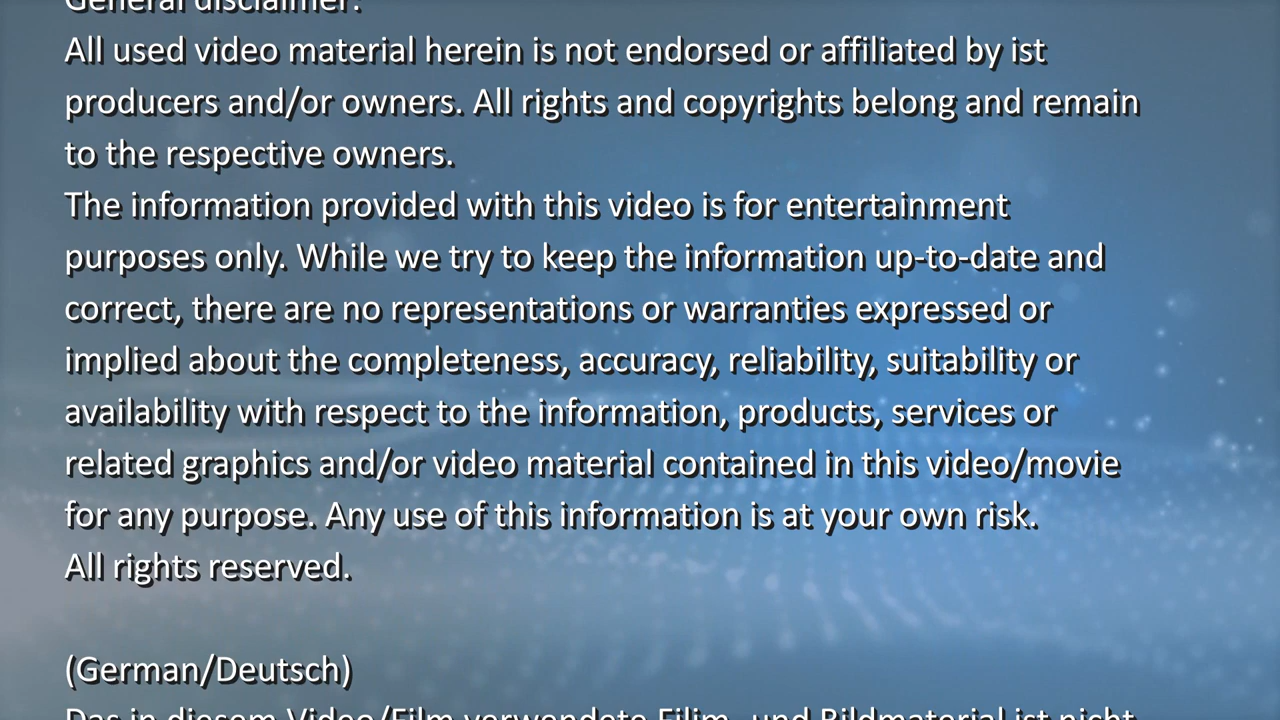 General disclaimer:
All used video material herein is not endorsed or affiliated by ist
producers and/or owners. All rights and copyrights belong and remain
to the respective owners.
The information provided with this video is for entertainment
purposes only. While we try to keep the information up-to-date and
correct, there are no representations or warranties expressed or
implied about the completeness, accuracy, reliability, suitability or
availability with respect to the information, products, services or
related graphics and/or video material contained in this video/movie
for any purpose. Any use of this information is at your own risk.
All rights reserved.
(German/Deutsch)
Das in diesem Video/Film verwendete Filim- und Bildmaterial ist nicht